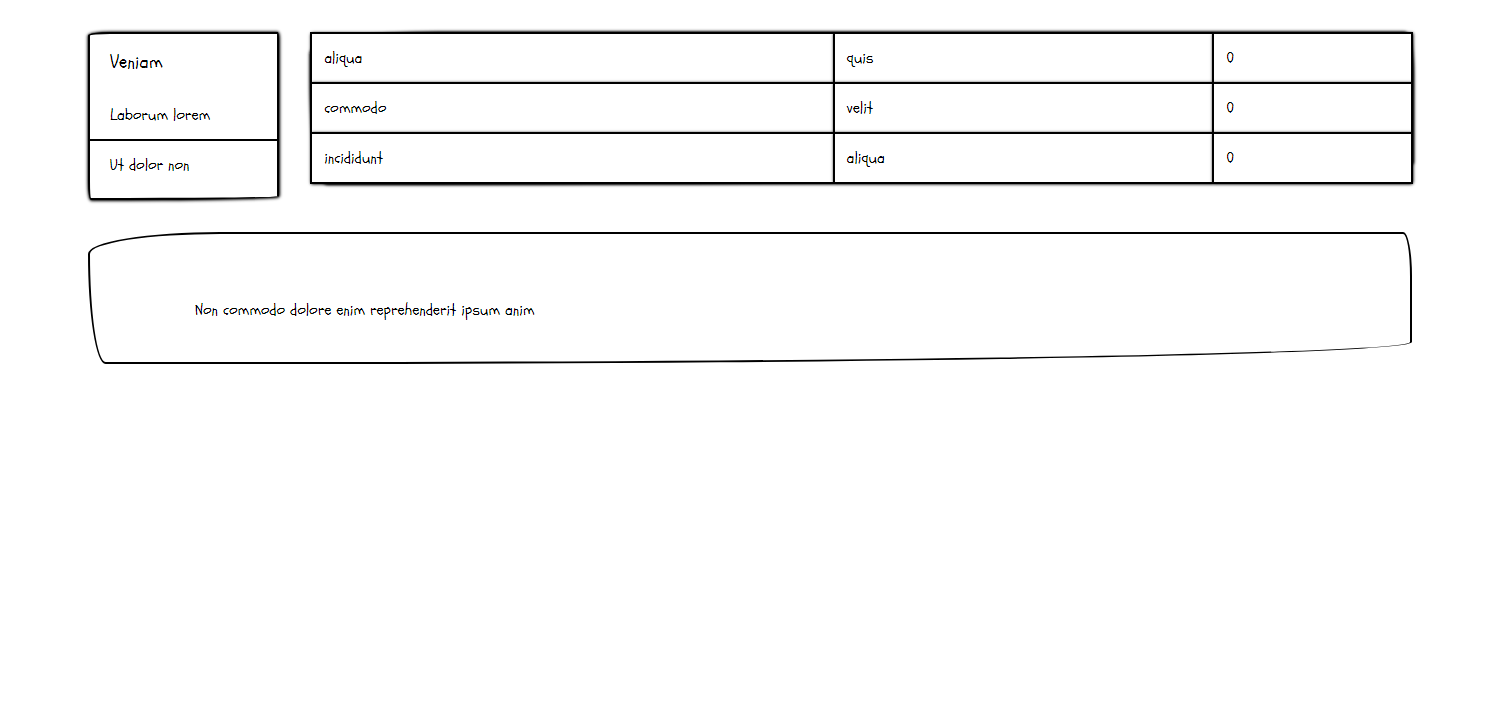 Veniam
Laborum lorem
Ut dolor non
aliqua quis 0
commodo velit 0
incididunt aliqua 0
Non commodo dolore enim reprehenderit ipsum anim